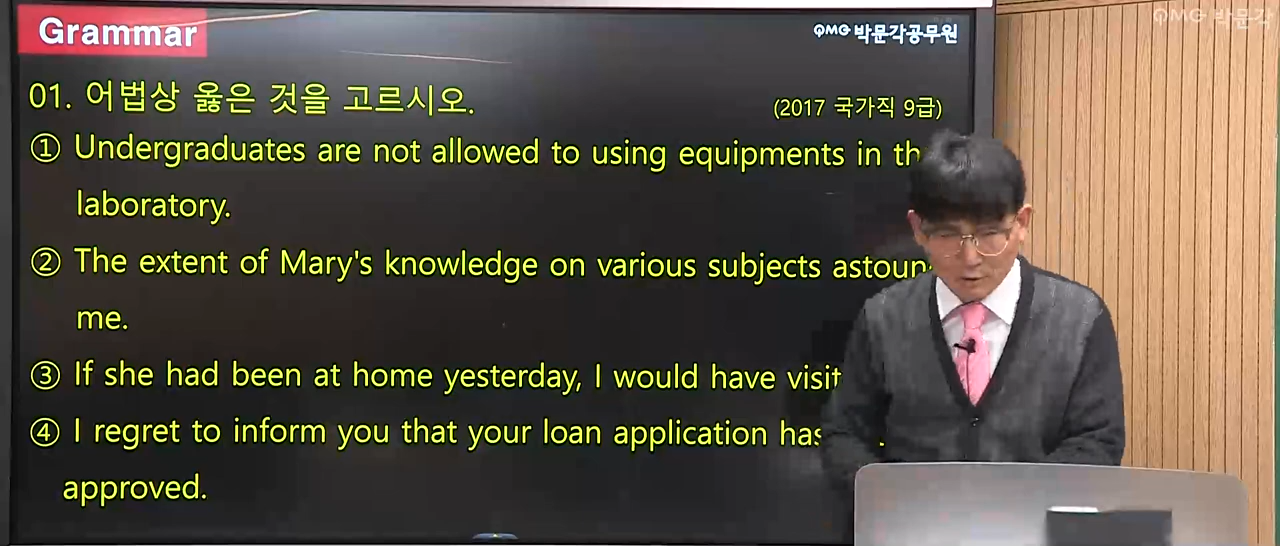 Grammar
QMG 박문각공무원
QMG 박문각
01. 어법상 옳은 것을 고르시오.
(2017 국가직 9급)
① Undergraduates are not allowed to using equipments in
laboratory.
② The extent of Mary's knowledge on various subjects
me.
③ If she had been at home yesterday, I would have
④ I regret to inform you that your loan application has
approved.